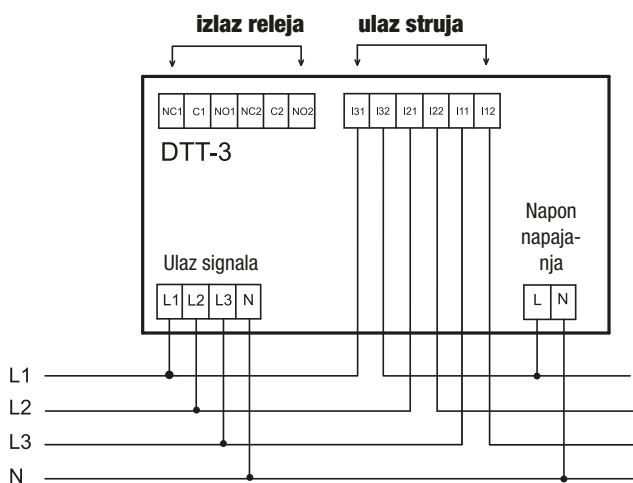 izlaz releja
ulaz struja
NC1 C1 NO1 NC2 C2 NO2
I31 I32 I21 I22 I11 I12
DTT-3
Napon
napaja-
nja
Ulaz signala
L1 L2 L3 N
L N
L1
L2
L3
N